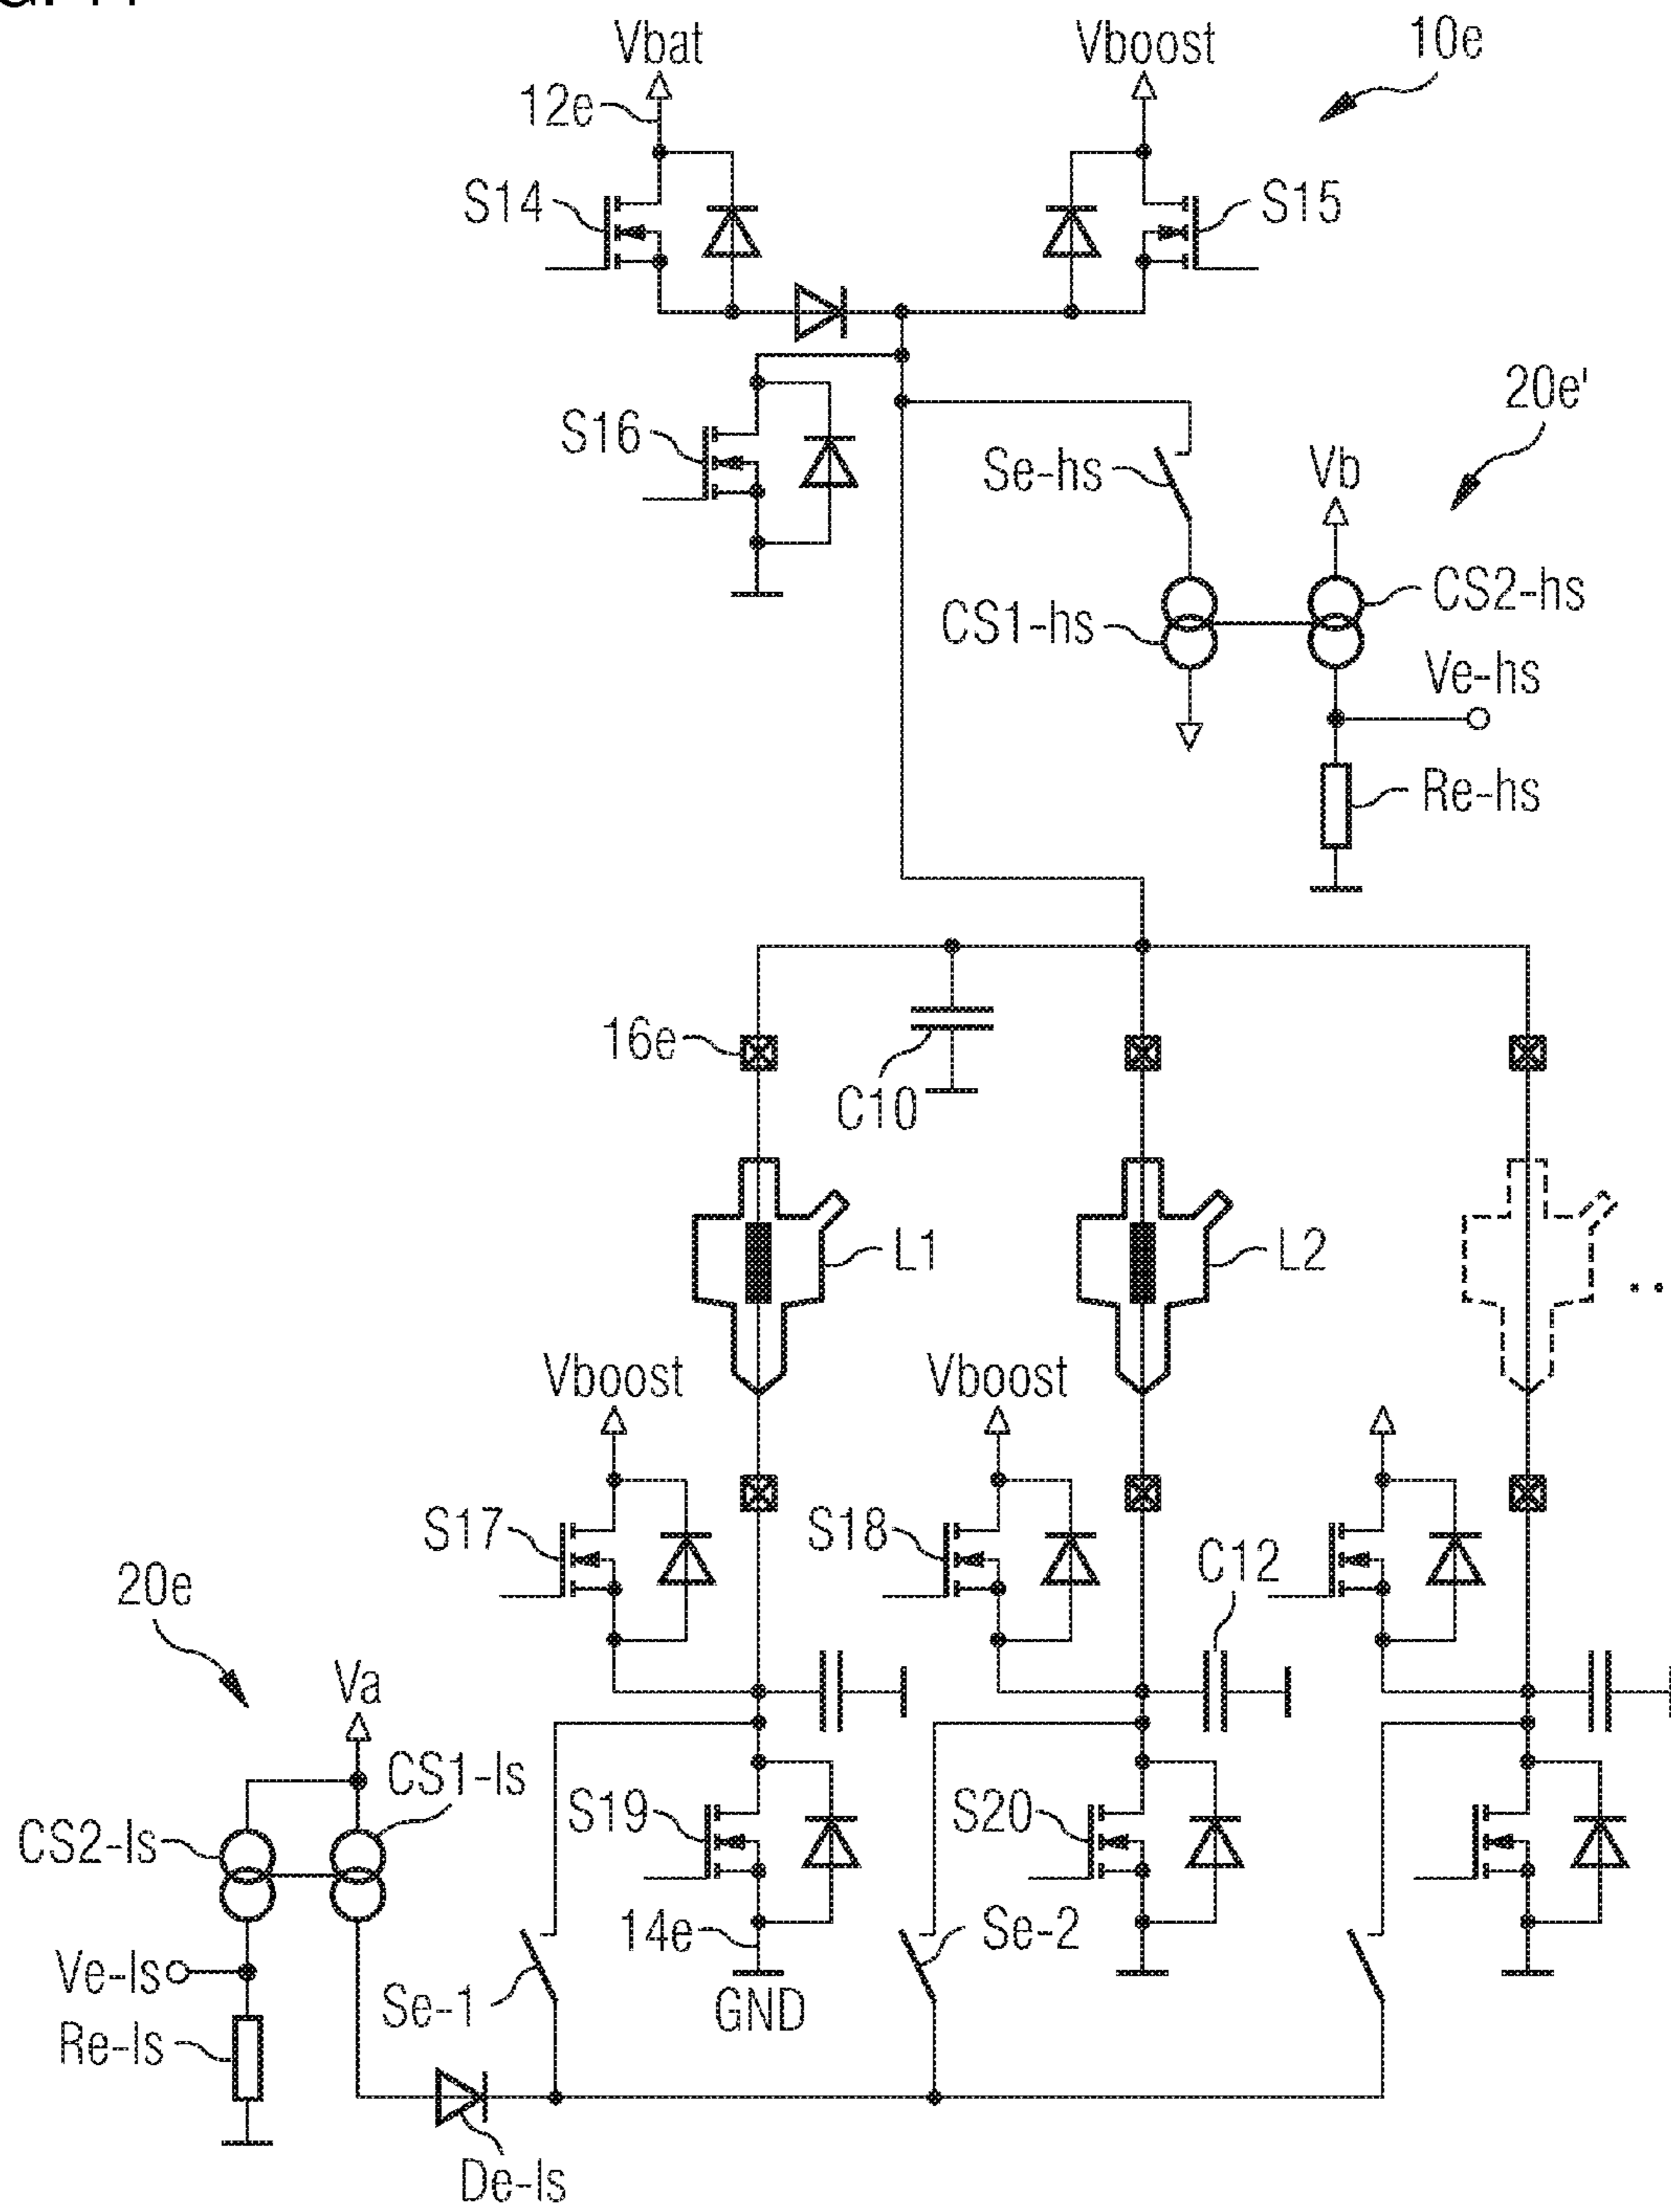 Vbat
Vboost
10e
12e
S14
S15
20e'
S16
Se-hs
Vb
CS1-hs
CS2-hs
Ve-hs
Re-hs
16e
C10
L1
L2
Vboost
Vboost
S17
S18
C12
20e
Va
CS1-ls
CS2-ls
S19
S20
14e
Se-2
Ve-ls
Se-1
GND
Re-ls
De-ls